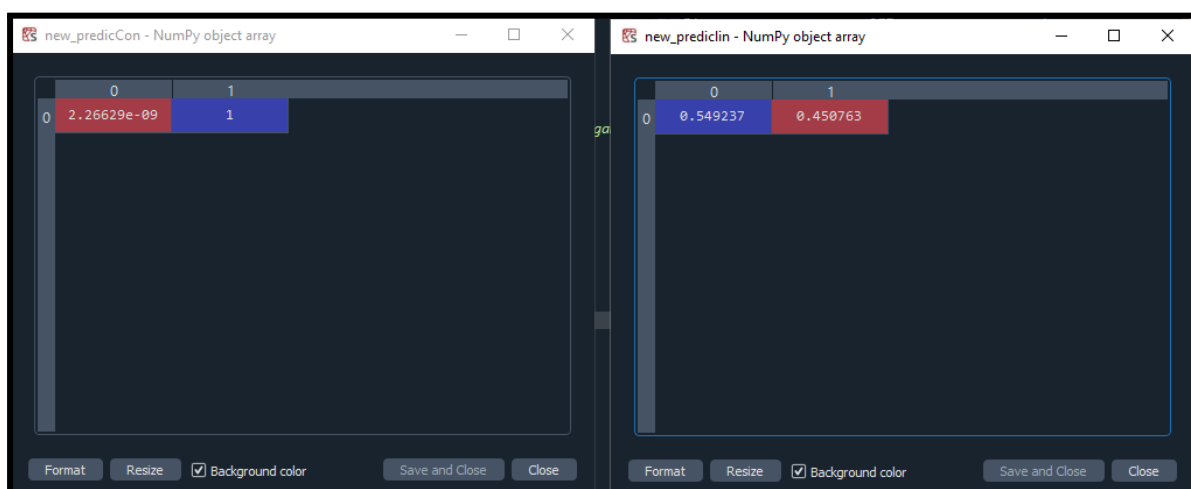 new_predicCon - NumPy object array
0 1
0 2.26629e-09 1
Format Resize Background color Save and Close Close
ga
new_prediclin - NumPy object array
0 1
0 0.549237 0.450763
Format Resize Background color Save and Close Close